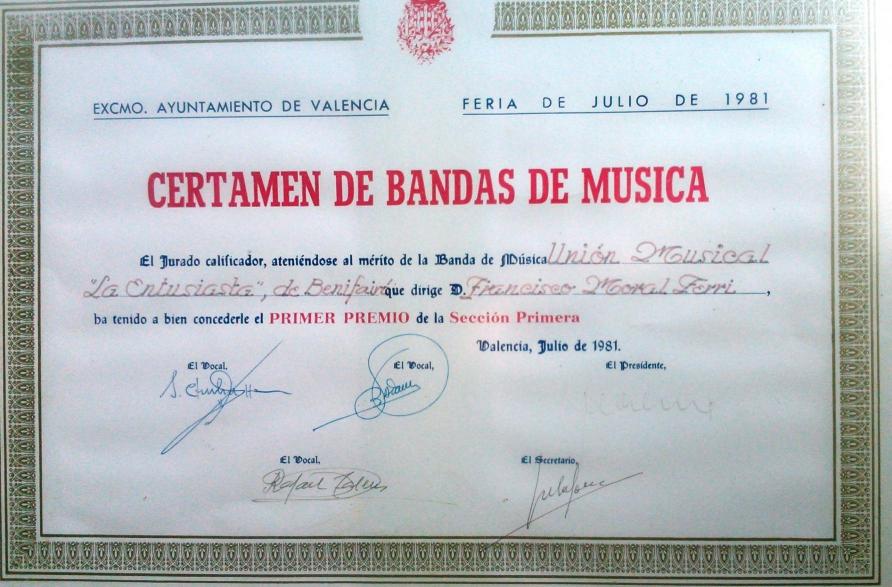 EXCMO. AYUNTAMIENTO DE VALENCIA
FERIA DE JULIO DE 1981
CERTAMEN DE BANDAS DE MUSICA
El Jurado calificador, ateniéndose al mérito de la Banda de Música Unión Musical
"La Entusiasta", de Benifairó que dirige D. Francisco Moral Ferri,
ha tenido a bien concederle el PRIMER PREMIO de la Sección Primera
Valencia, Julio de 1981.
El Vocal,
El Vocal,
El Presidente,
El Vocal,
Rafael
El Secretario,